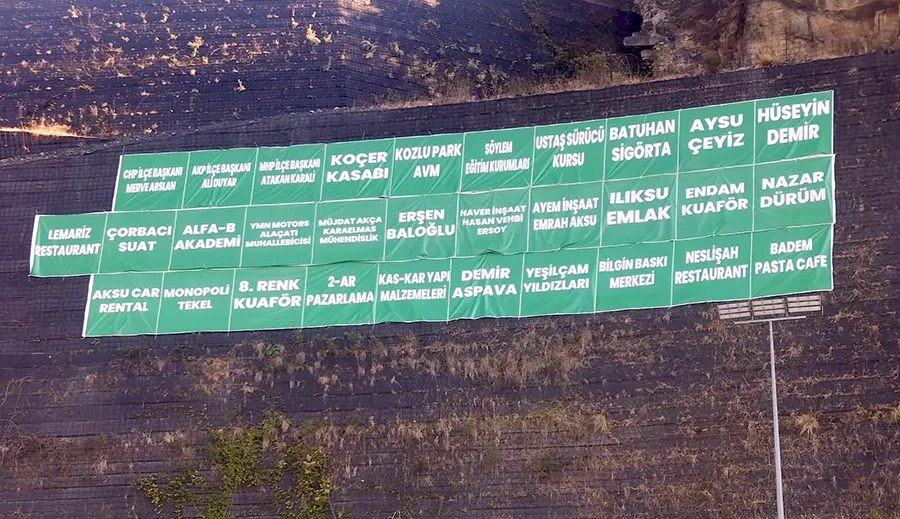 CHP İLÇE BAŞKANI
MERVE ARSLAN
AKP İLÇE BAŞKANI
ALİ DUYAR
MHP İLÇE BAŞKANI
ATAKAN KARALİ
KOÇER
KASABI
KOZLU PARK
AVM
SÖYLEM
EĞİTİM KURUMLARI
USTAŞ SÜRÜCÜ
KURSU
BATUHAN
SİGORTA
AYSU
ÇEYİZ
HÜSEYİN
DEMİR
LEMARİZ
RESTAURANT
ÇORBACI
SUAT
ALFA-B
AKADEMİ
YMN MOTORS
ALAÇATI
MUHALLEBİCİSİ
MÜJDAT AKÇA
KARAELMAS
MÜHENDİSLİK
ERŞEN
BALOĞLU
HAVER İNŞAAT
HASAN VEHBİ
ERSOY
AYEM İNŞAAT
EMRAH AKSU
ILIKSU
EMLAK
ENDAM
KUAFÖR
NAZAR
DÜRÜM
AKSU CAR
RENTAL
MONOPOLİ
TEKEL
8. RENK
KUAFÖR
2-AR
PAZARLAMA
KAS-KAR YAPI
MALZEMELERİ
DEMİR
ASPAVA
YEŞİLÇAM
YILDIZLARI
BİLGİN BASKI
MERKEZİ
NESLİŞAH
RESTAURANT
BADEM
PASTA CAFE